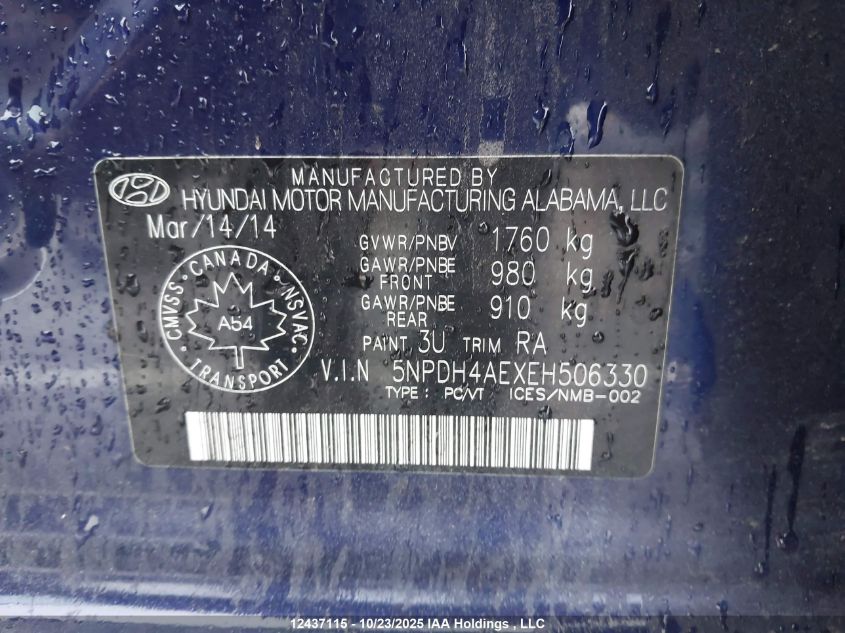 MANUFACTURED BY
HYUNDAI MOTOR MANUFACTURING ALABAMA, LLC
Mar/14/14
GVWR/PNBV 1760 kg
GAWR/PNBE FRONT 980 kg
GAWR/PNBE REAR 910 kg
CANADA
CMVSS
NSVAC
A54
TRANSPORT
PAINT 3U TRIM RA
V.I.N 5NPDH4AEXEH506330
TYPE: PC/VT ICES/NMB-002
12437115 - 10/23/2025 IAA Holdings , LLC